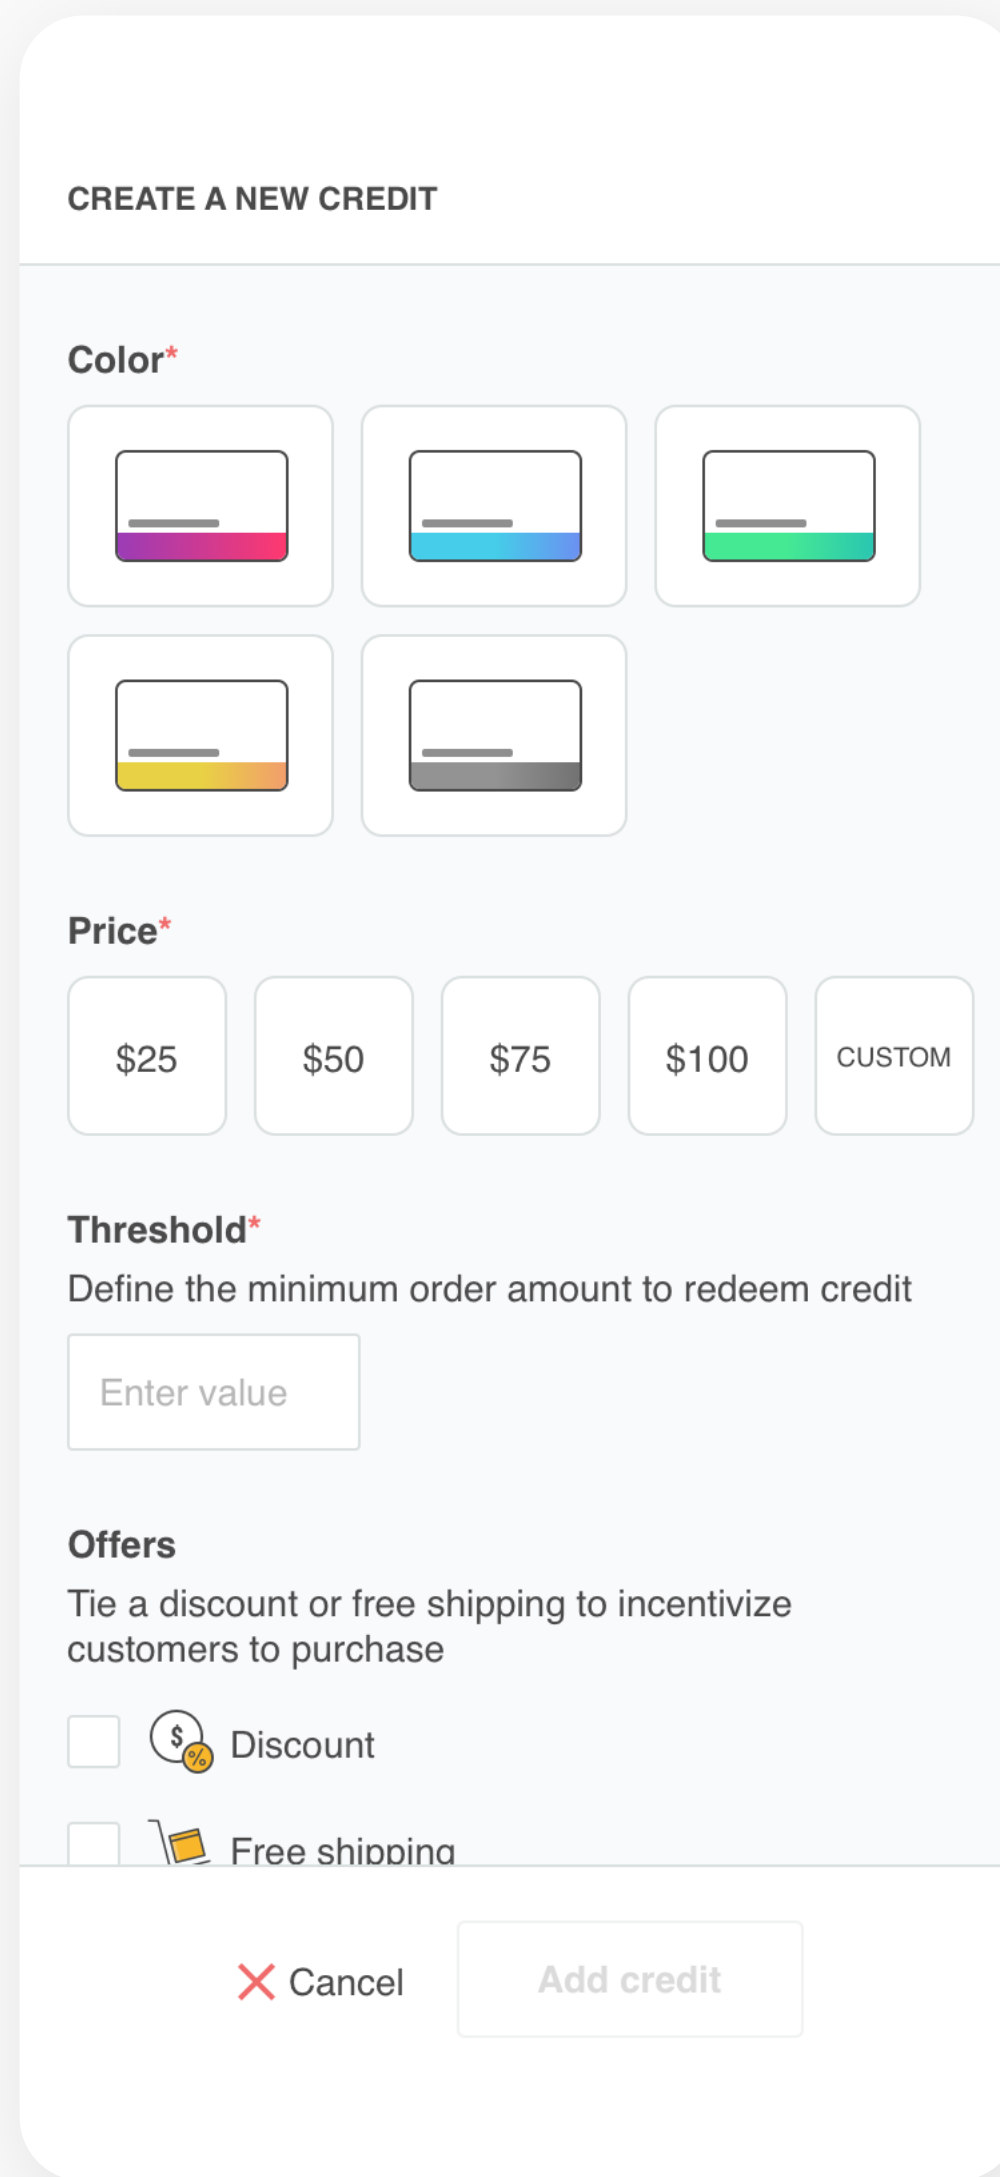 CREATE A NEW CREDIT
Color*
Price*
$25
$50
$75
$100
CUSTOM
Threshold*
Define the minimum order amount to redeem credit
Enter value
Offers
Tie a discount or free shipping to incentivize
customers to purchase
$
%
Discount
Free shipping
Cancel
Add credit